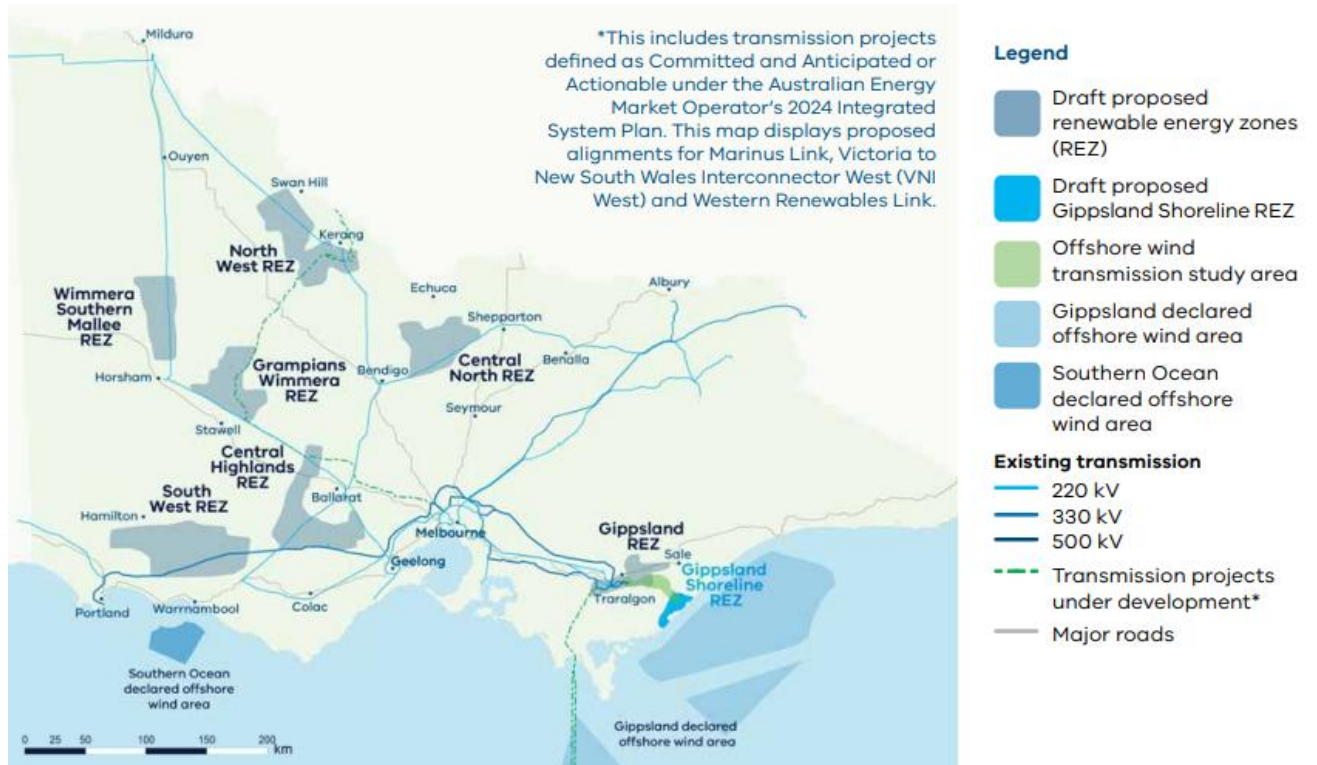 *This includes transmission projects
defined as Committed and Anticipated or
Actionable under the Australian Energy
Market Operator's 2024 Integrated
System Plan. This map displays proposed
alignments for Marinus Link, Victoria to
New South Wales Interconnector West (VNI
West) and Western Renewables Link.
Mildura
Ouyen
Swan Hill
Kerang
North
West REZ
Wimmera
Southern
Mallee
REZ
Echuca
Albury
Shepparton
Horsham
Grampians
Wimmera
REZ
Bendigo
Central
North REZ
Benalla
Stawell
Seymour
Central
Highlands
REZ
South
West REZ
Ballarat
Hamilton
Melbourne
Geelong
Gippsland
REZ
Sale
Gippsland
Shoreline
REZ
Traralgon
Portland
Warrnambool
Colac
Southern Ocean
declared offshore
wind area
Gippsland declared
offshore wind area
0 25 50 100 150 200
km
Legend
Draft proposed
renewable energy zones
(REZ)
Draft proposed
Gippsland Shoreline REZ
Offshore wind
transmission study area
Gippsland declared
offshore wind area
Southern Ocean
declared offshore
wind area
Existing transmission
220 kV
330 kV
500 kV
Transmission projects
under development*
Major roads